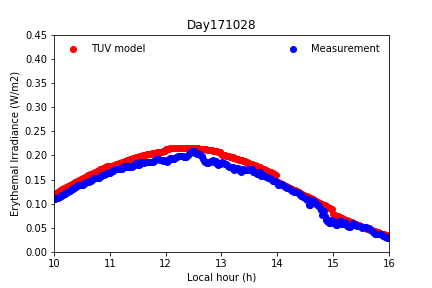 Day171028
TUV model
Measurement
Erythemal Irradiance (W/m2)
0.45
0.40
0.35
0.30
0.25
0.20
0.15
0.10
0.05
0.00
10 11 12 13 14 15 16
Local hour (h)